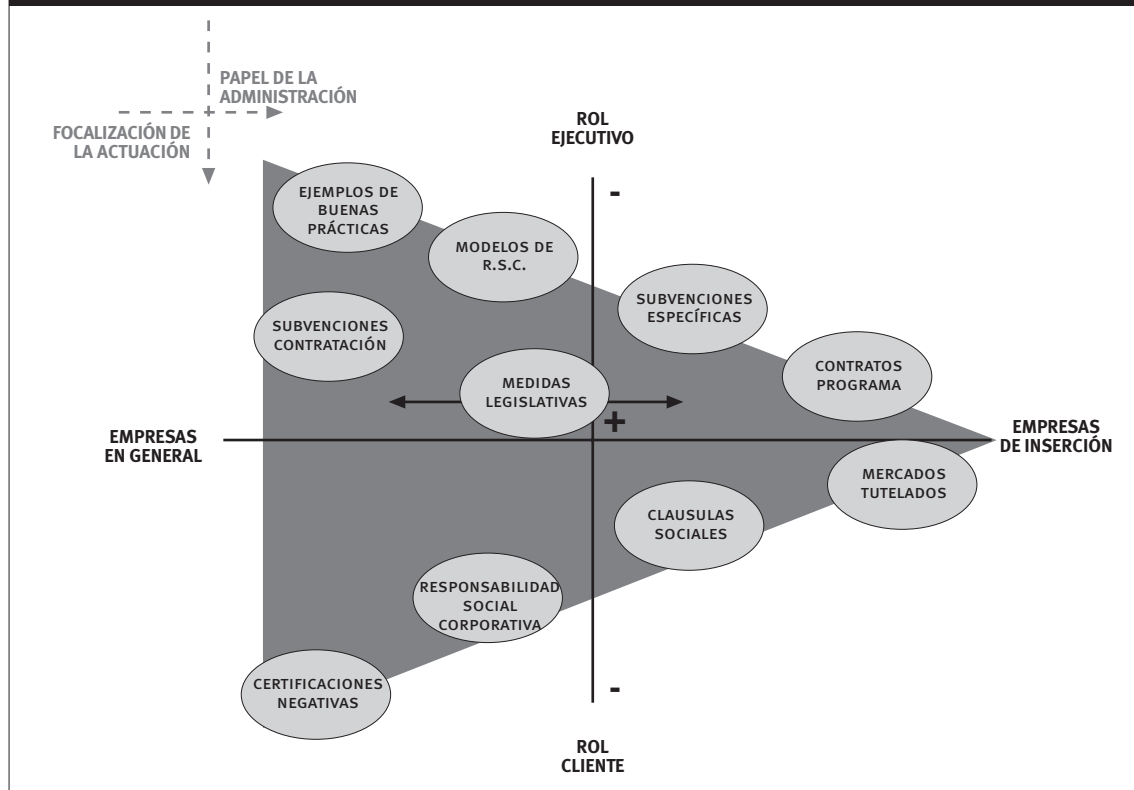 PAPEL DE LA
ADMINISTRACIÓN
FOCALIZACIÓN DE
LA ACTUACIÓN
ROL
EJECUTIVO
-
EJEMPLOS DE
BUENAS
PRÁCTICAS
MODELOS DE
R.S.C.
SUBVENCIONES
ESPECÍFICAS
SUBVENCIONES
CONTRATACIÓN
CONTRATOS
PROGRAMA
MEDIDAS
LEGISLATIVAS
+
EMPRESAS
EN GENERAL
EMPRESAS
DE INSERCIÓN
MERCADOS
TUTELADOS
CLAUSULAS
SOCIALES
RESPONSABILIDAD
SOCIAL
CORPORATIVA
CERTIFICACIONES
NEGATIVAS
-
ROL
CLIENTE